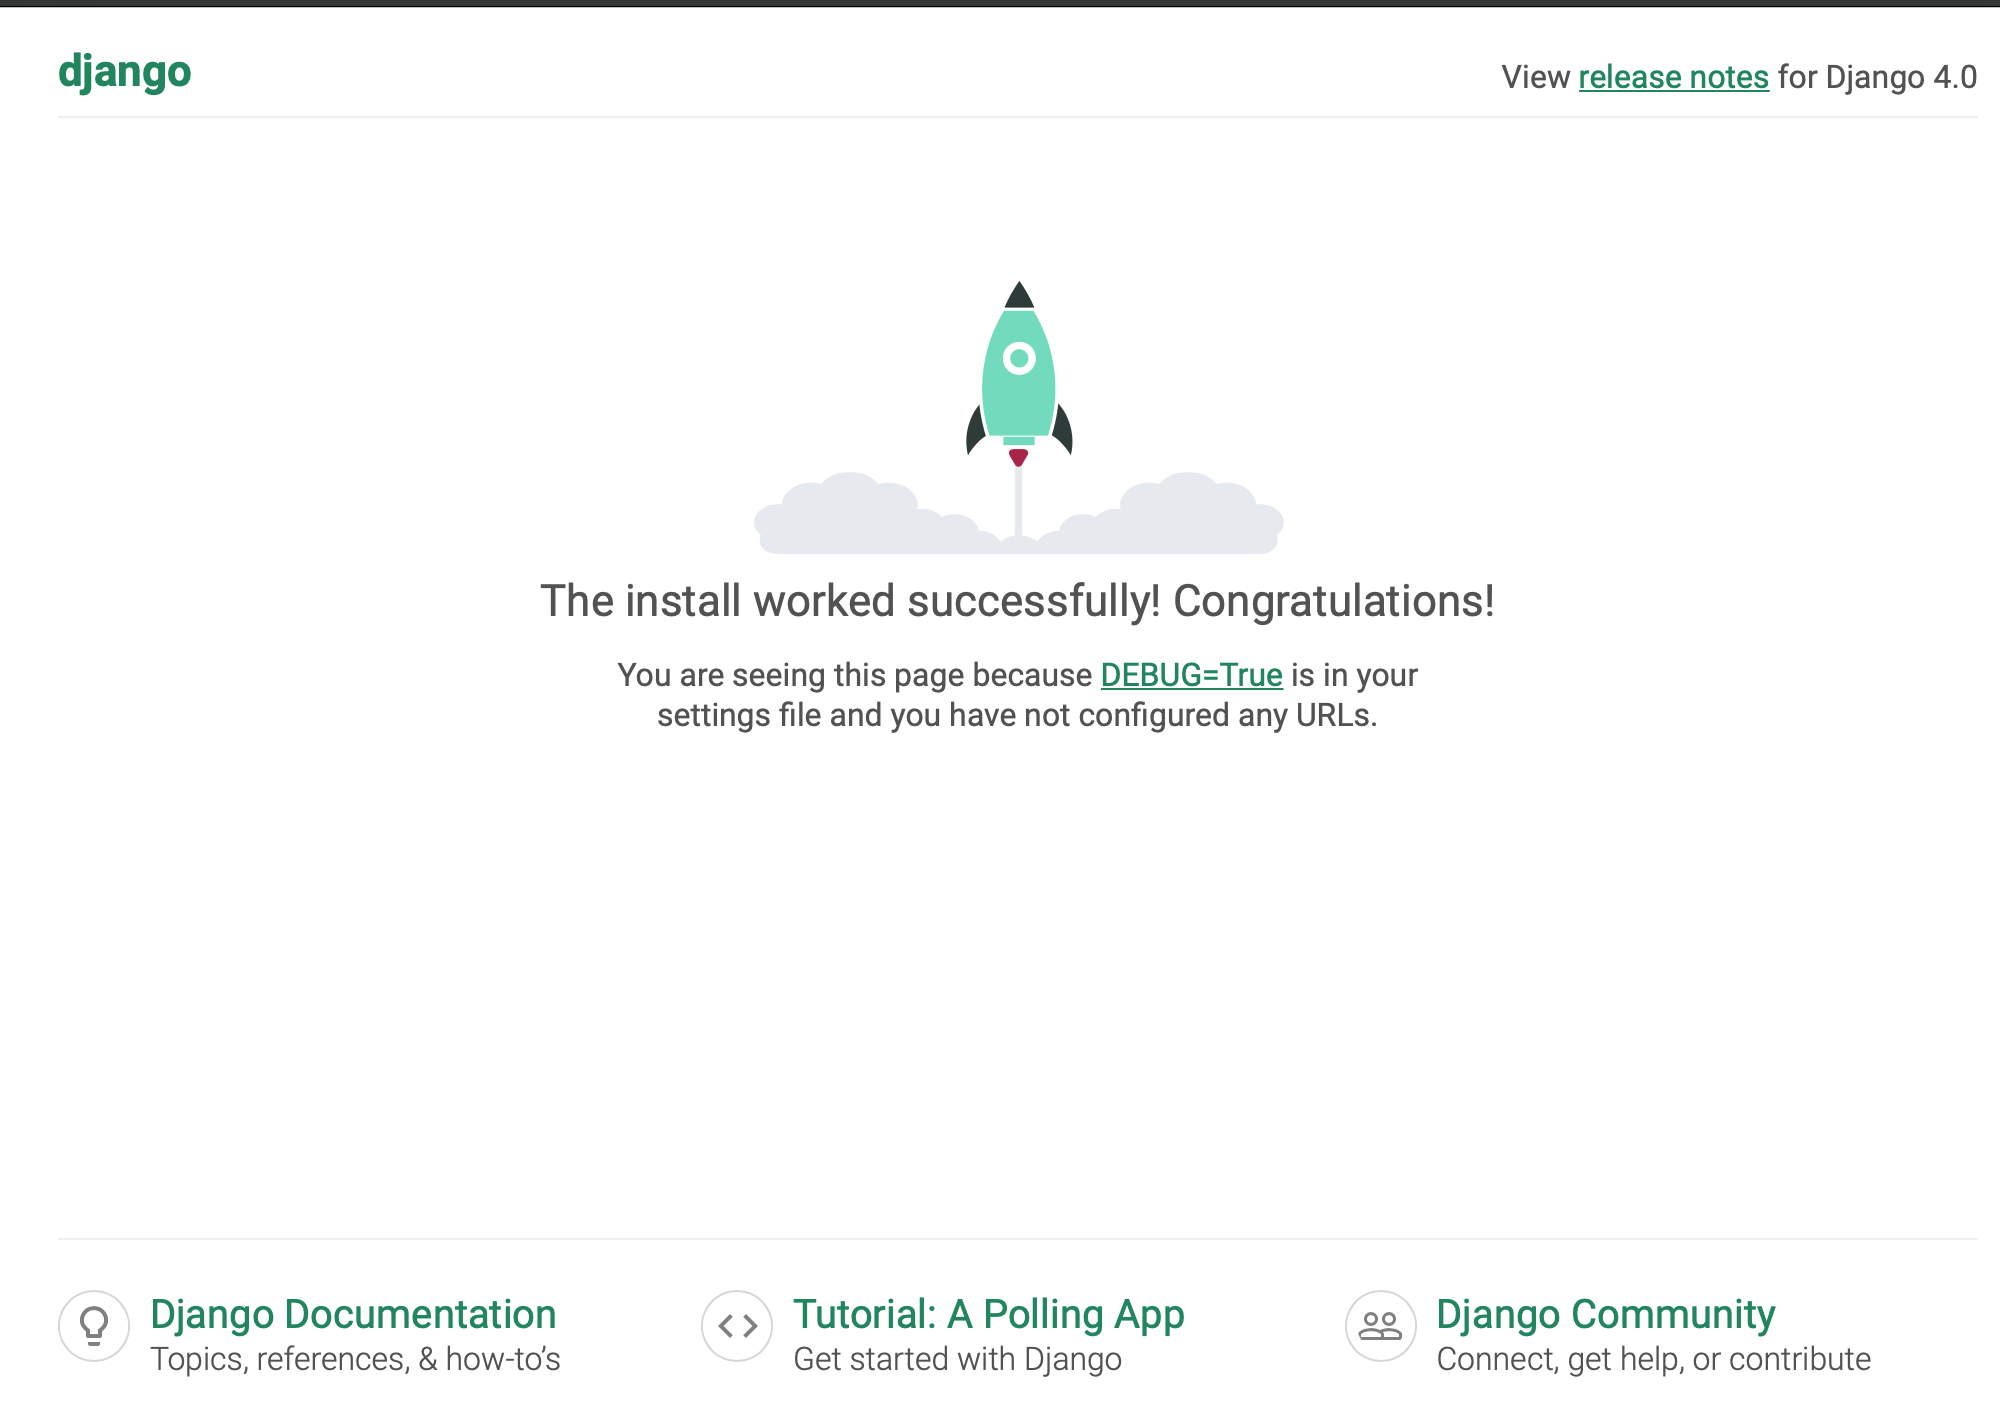 django
View release notes for Django 4.0
The install worked successfully! Congratulations!
You are seeing this page because DEBUG=True is in your
settings file and you have not configured any URLs.
Django Documentation
Topics, references, & how-to’s
Tutorial: A Polling App
Get started with Django
Django Community
Connect, get help, or contribute